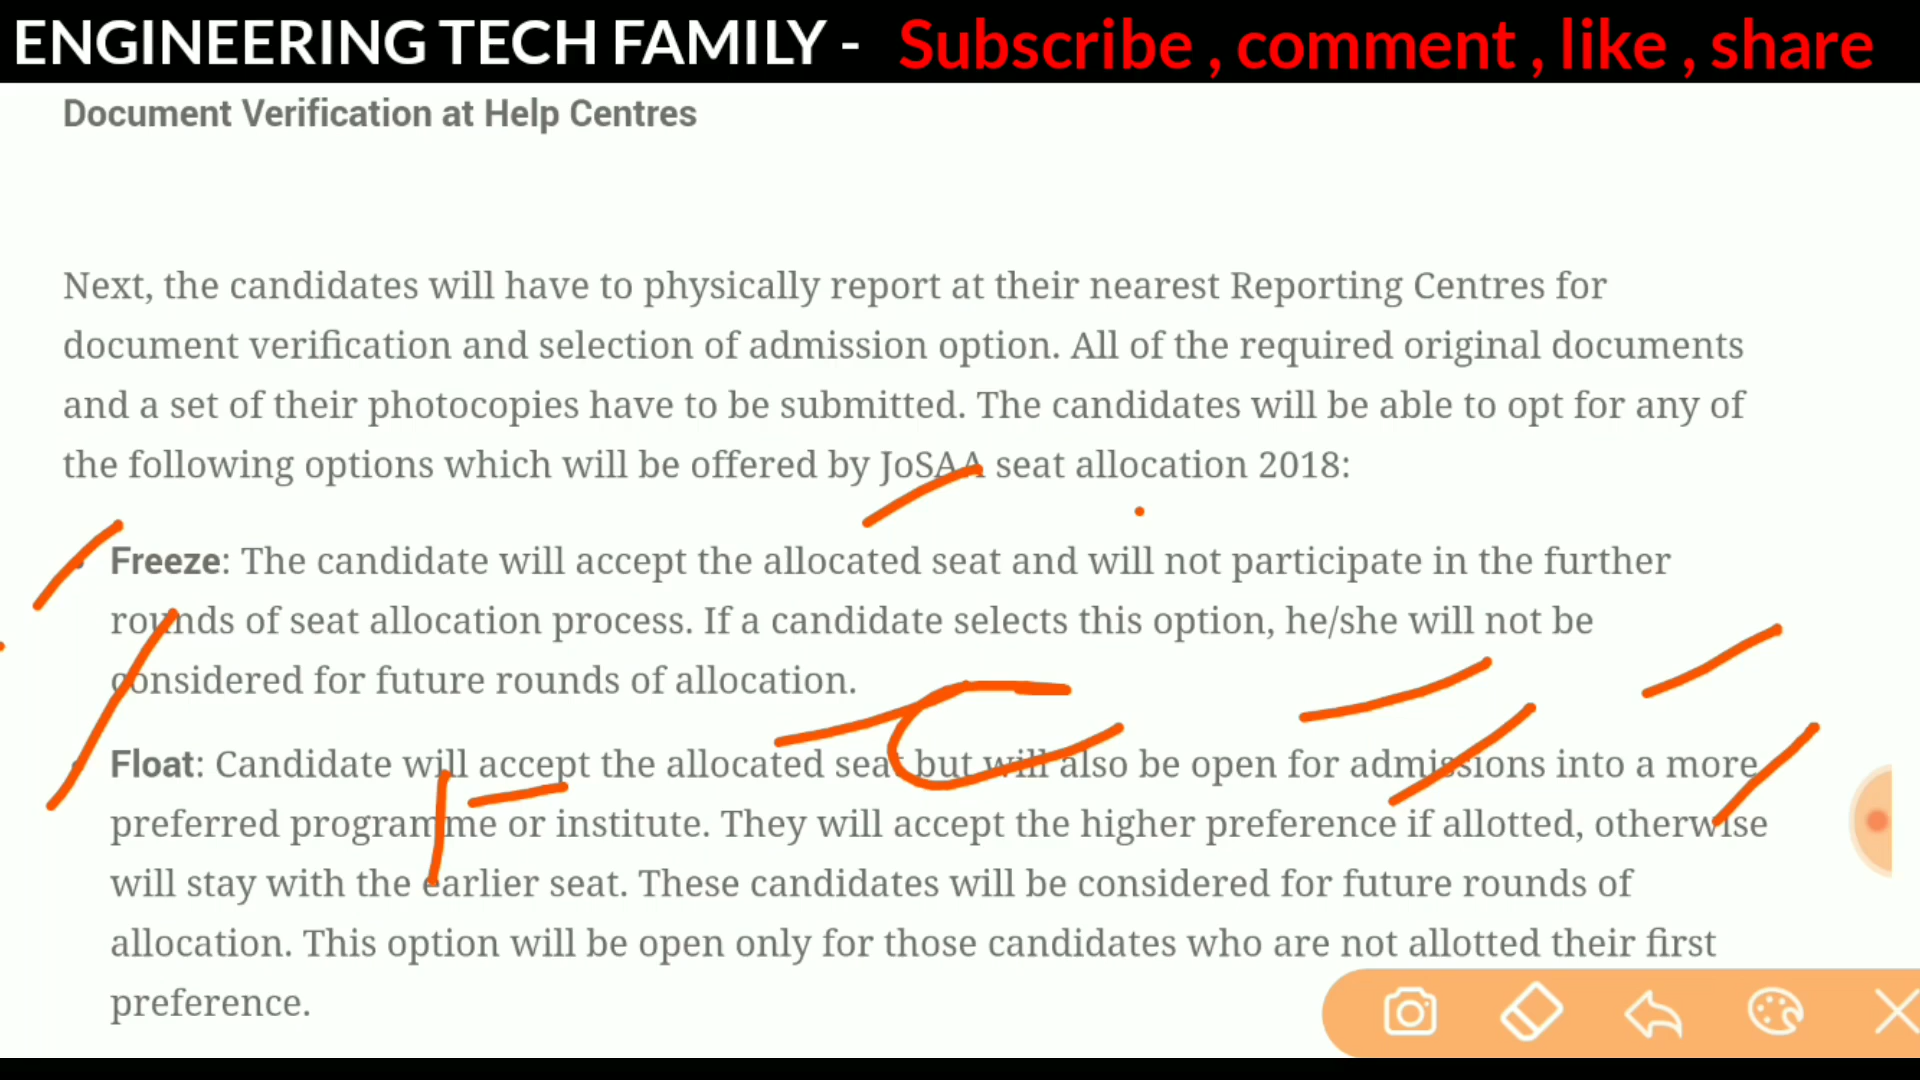 ENGINEERING TECH FAMILY - Subscribe , comment , like , share
Document Verification at Help Centres
Next, the candidates will have to physically report at their nearest Reporting Centres for
document verification and selection of admission option. All of the required original documents
and a set of their photocopies have to be submitted. The candidates will be able to opt for any of
the following options which will be offered by JoSAA seat allocation 2018:
Freeze: The candidate will accept the allocated seat and will not participate in the further
rounds of seat allocation process. If a candidate selects this option, he/she will not be
considered for future rounds of allocation.
Float: Candidate will accept the allocated seat but will also be open for admissions into a more
preferred programme or institute. They will accept the higher preference if allotted, otherwise
will stay with the earlier seat. These candidates will be considered for future rounds of
allocation. This option will be open only for those candidates who are not allotted their first
preference.